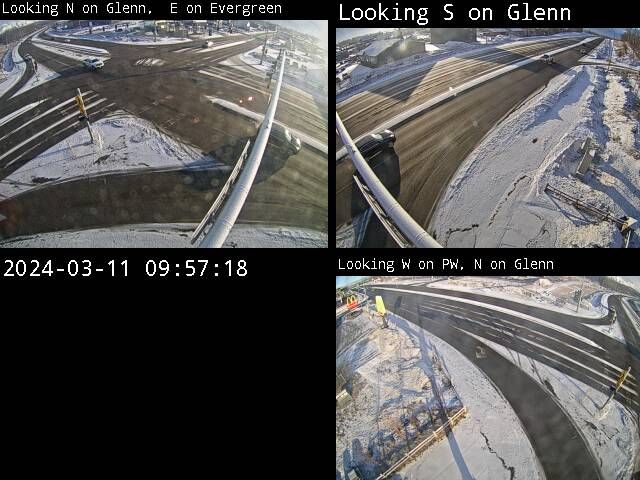 Looking N on Glenn,  E on Evergreen
Looking S on Glenn
2024-03-11 09:57:18
Looking W on PW, N on Glenn